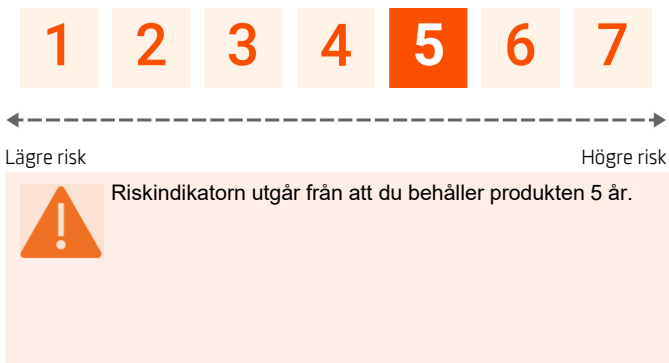 1 2 3 4 5 6 7
Lägre risk Högre risk
Riskindikatorn utgår från att du behåller produkten 5 år.